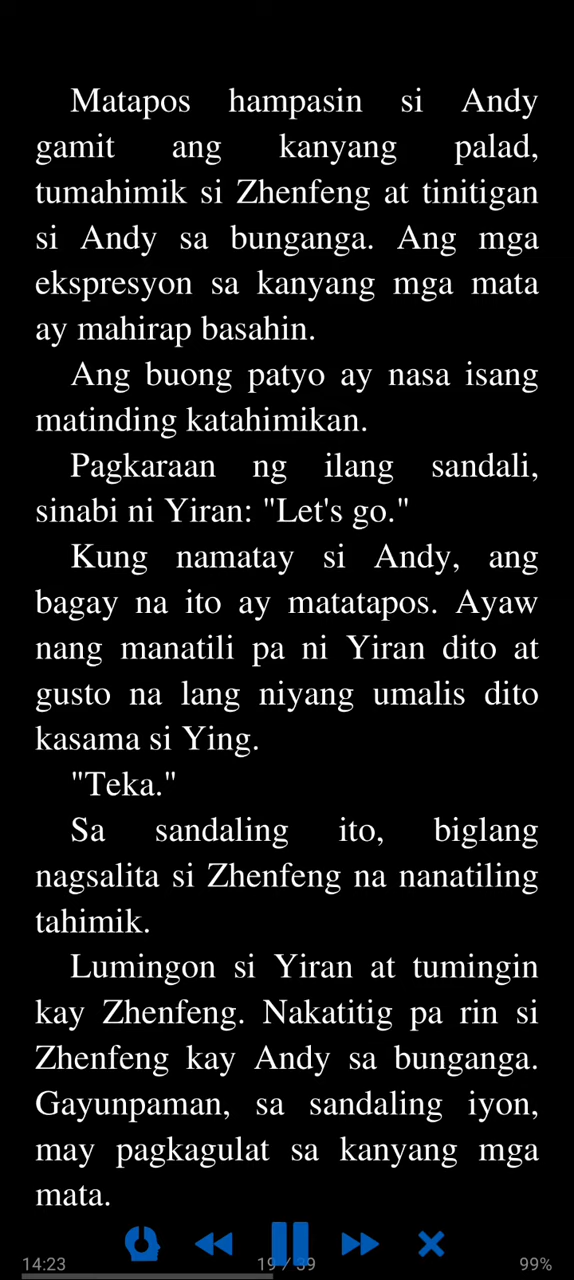 Matapos hampasin si Andy
gamit ang kanyang palad,
tumahimik si Zhenfeng at tinitigan
si Andy sa bunganga. Ang mga
ekspresyon sa kanyang mga mata
ay mahirap basahin.
Ang buong patyo ay nasa isang
matinding katahimikan.
Pagkaraan ng ilang sandali,
sinabi ni Yiran: "Let's go."
Kung namatay si Andy, ang
bagay na ito ay matatapos. Ayaw
nang manatili pa ni Yiran dito at
gusto na lang niyang umalis dito
kasama si Ying.
"Teka."
Sa sandaling ito, biglang
nagsalita si Zhenfeng na nanatiling
tahimik.
Lumingon si Yiran at tumingin
kay Zhenfeng. Nakatitig pa rin si
Zhenfeng kay Andy sa bunganga.
Gayunpaman, sa sandaling iyon,
may pagkagulat sa kanyang mga
mata.
14:23 19 / 39 99%